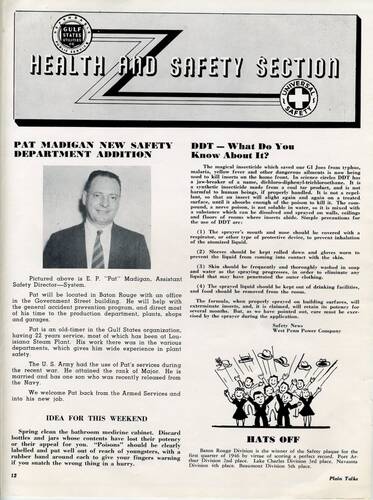 GULF
STATES
UTILITIES
HEALTH AND SAFETY SECTION
UNIVERSAL
SAFETY
PAT MADIGAN NEW SAFETY
DEPARTMENT ADDITION
Pictured above is E. P. "Pat" Madigan, Assistant
Safety Director—System.
Pat will be located in Baton Rouge with an office
in the Government Street building. He will help with
the general accident prevention program, and direct most
of his time to the production department, plants, shops
and garages.
Pat is an old-timer in the Gulf States organization,
having 22 years service, most of which has been at Lou-
isiana Steam Plant. His work there was in the various
departments, which gives him wide experience in plant
safety.
The U. S. Army had the use of Pat's services during
the recent war. He attained the rank of Major. He is
married and has one son who was recently released from
the Navy.
We welcome Pat back from the Armed Services and
into his new job.
IDEA FOR THIS WEEKEND
Spring clean the bathroom medicine cabinet. Discard
bottles and jars whose contents have lost their potency
or their appeal for you. "Poisons" should be clearly
labelled and put well out of reach of youngsters, with a
rubber band around each to give your fingers warning
if you snatch the wrong thing in a hurry.
12
DDT — What Do You
Know About It?
The magical insecticide which saved our GI Joes from typhus,
malaria, yellow fever and other dangerous ailments is now being
used to kill insects on the home front. In science circles DDT has
a jaw-breaker of a name, dichloro-diphenyl-trichloroethane. It is
a synthetic insecticide made from a coal tar product, and is not
harmful to human beings, if properly handled. It is not a repel-
lent, so that an insect will alight again and again on a treated
surface, until it absorbs enough of the poison to kill it. The com-
pound, a nerve poison, is not soluble in water, so it is mixed with
a substance which can be dissolved and sprayed on walls, ceilings
and floors of rooms where insects abide. Simple precautions for
the use of DDT are:
(1) The sprayer's mouth and nose should be covered with a
respirator, or other type of protective device, to prevent inhalation
of the atomized liquid.
(2) Sleeves should be kept rolled down and gloves worn to
prevent the liquid from coming into contact with the skin.
(3) Skin should be frequently and thoroughly washed in soap
and water as the spraying progresses, in order to eliminate any
liquid that may have penetrated the outer clothing.
(4) The sprayed liquid should be kept out of drinking facilities,
and food should be removed from the room.
The formula, when properly sprayed on building surfaces, will
exterminate insects, and, it is claimed, will retain its potency for
several months. But, as we have pointed out, care must be exer-
cised by the sprayer during the application.
Safety News
West Penn Power Company
HATS OFF
Baton Rouge Division is the winner of the Safety plaque for the
first quarter of 1946 by virtue of scoring a perfect record. Port Ar-
thur Division 2nd place. Lake Charles Division 3rd place. Navasota
Division 4th place. Beaumont Division 5th place.
Plain Talks